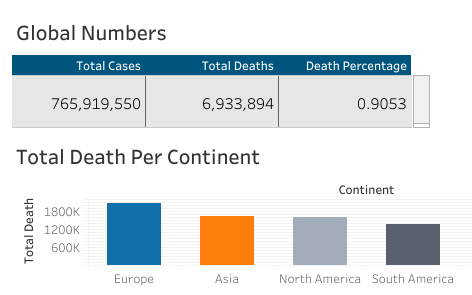 Global Numbers
Total Cases Total Deaths Death Percentage
765,919,550 6,933,894 0.9053
Total Death Per Continent
Continent
Total Death
1800K
1200K
600K
Europe Asia North America South America